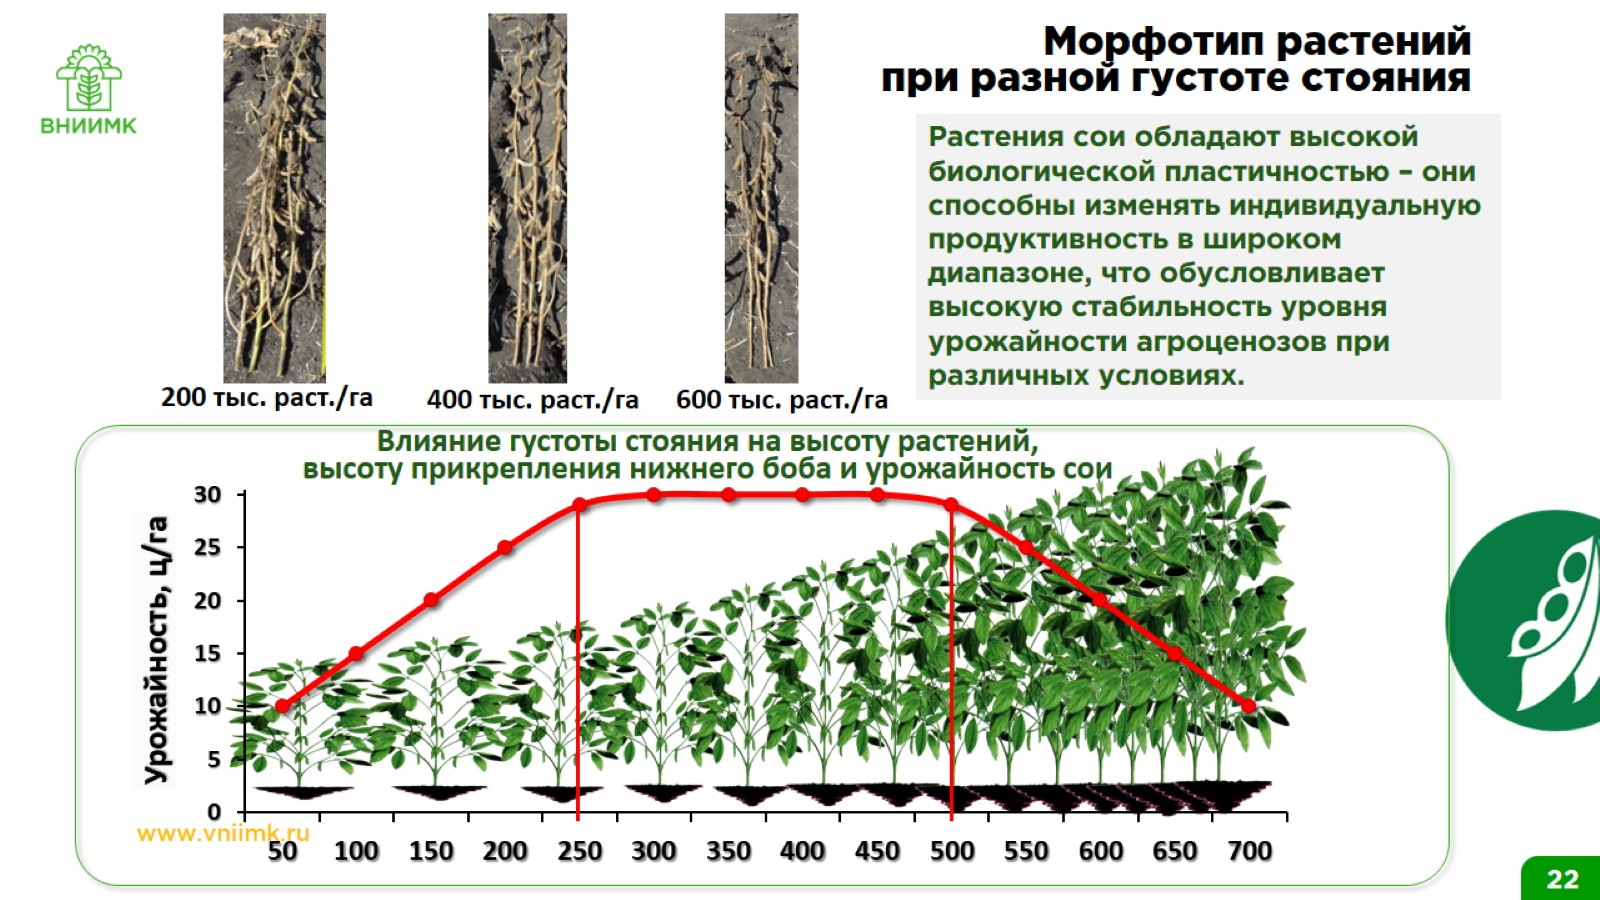 ВНИИМК
Морфотип растений
при разной густоте стояния
Растения сои обладают высокой
биологической пластичностью – они
способны изменять индивидуальную
продуктивность в широком
диапазоне, что обусловливает
высокую стабильность уровня
урожайности агроценозов при
различных условиях.
200 тыс. раст./га
400 тыс. раст./га
600 тыс. раст./га
Влияние густоты стояния на высоту растений,
высоту прикрепления нижнего боба и урожайность сои
Урожайность, ц/га
30
25
20
15
10
5
0
www.vniimk.ru
50 100 150 200 250 300 350 400 450 500 550 600 650 700
22